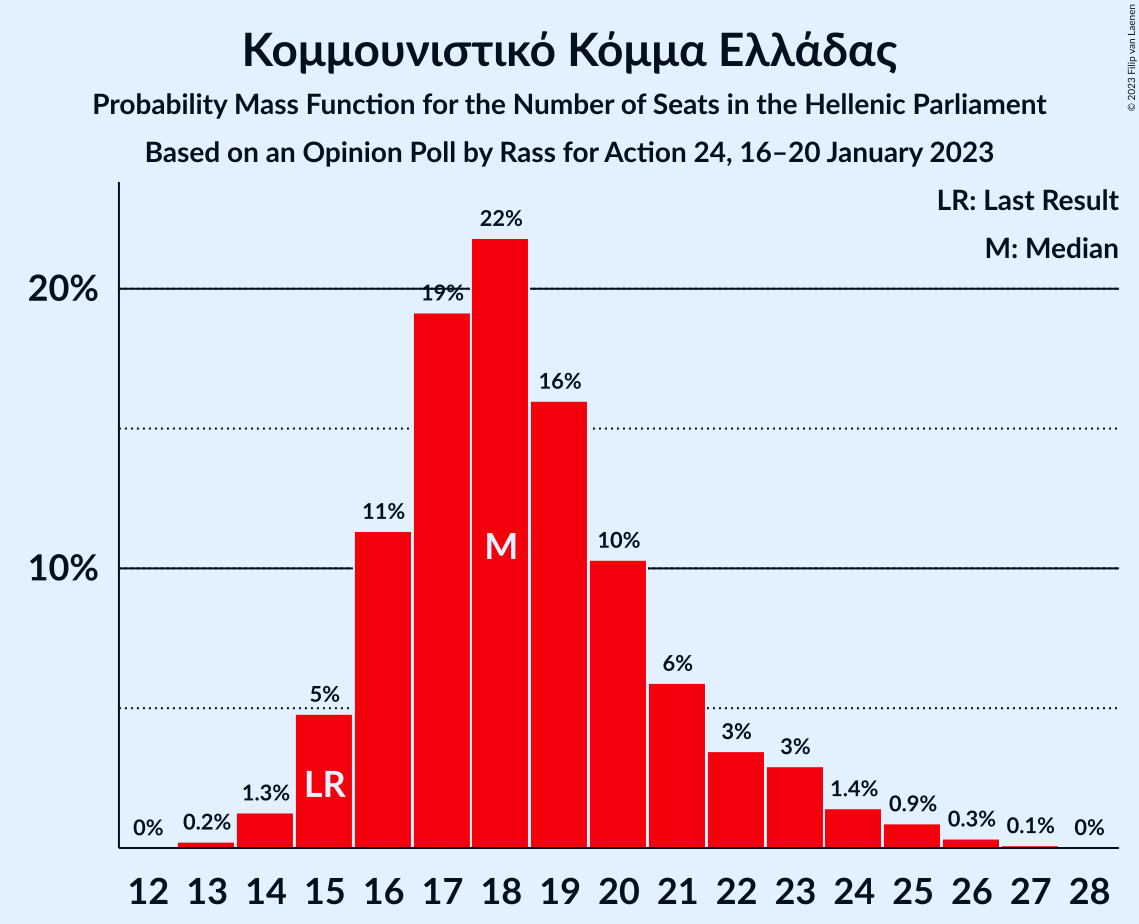 Κομμουνιστικό Κόμμα Ελλάδας
Probability Mass Function for the Number of Seats in the Hellenic Parliament
Based on an Opinion Poll by Rass for Action 24, 16–20 January 2023
© 2023 Filip van Laenen
LR: Last Result
M: Median
22%
20%
19%
16%
11%
M
10%
10%
6%
5%
3%
3%
LR
1.3%
1.4%
0%
0.2%
0.9%
0.3%
0.1%
0%
12 13 14 15 16 17 18 19 20 21 22 23 24 25 26 27 28